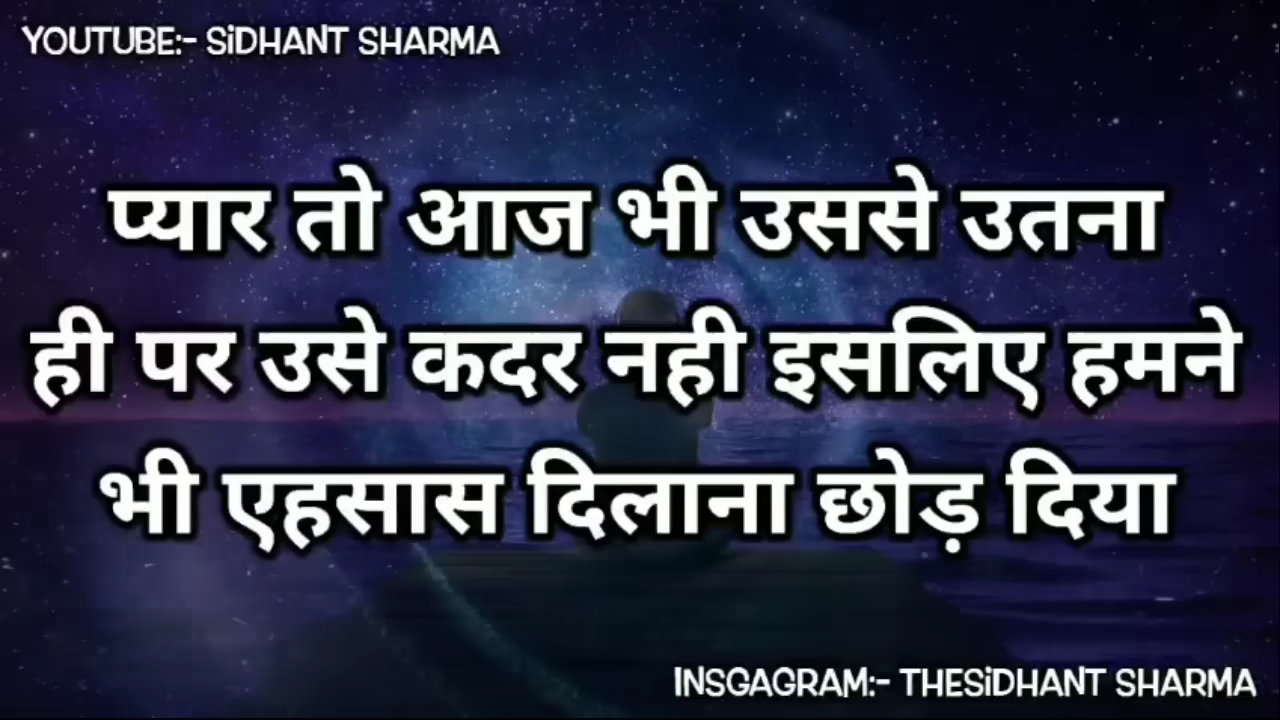 YOUTUBE:- SiDHANT SHARMA
प्यार तो आज भी उससे उतना
ही पर उसे कदर नही इसलिए हमने
भी एहसास दिलाना छोड़ दिया
INSGAGRAM:- THESiDHANT SHARMA